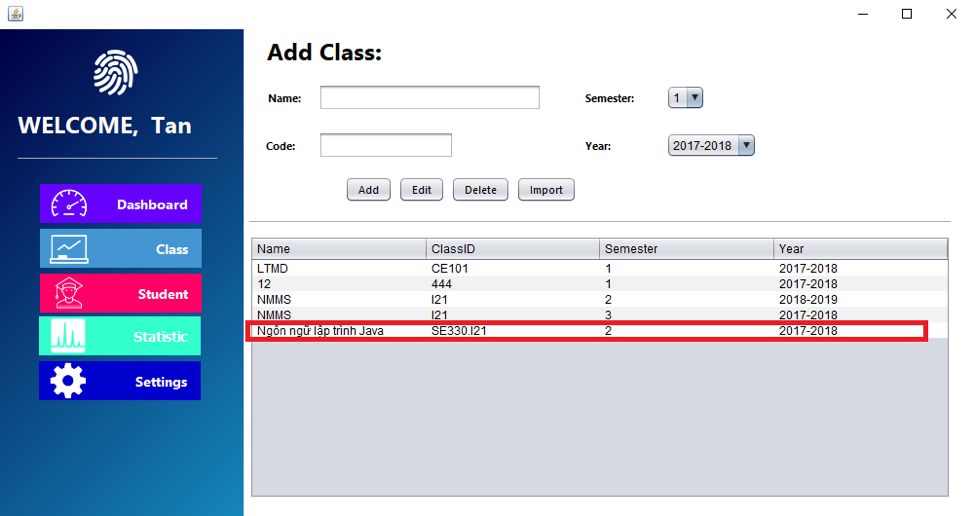 Add Class:
WELCOME, Tan
Name:
Semester: 1
Code:
Year: 2017-2018
Add Edit Delete Import
Dashboard
Class
Student
Statistic
Settings
Name ClassID Semester Year
LTMD CE101 1 2017-2018
12 444 1 2017-2018
NMMS I21 2 2018-2019
NMMS I21 3 2017-2018
Ngôn ngữ lập trình Java SE330.I21 2 2017-2018